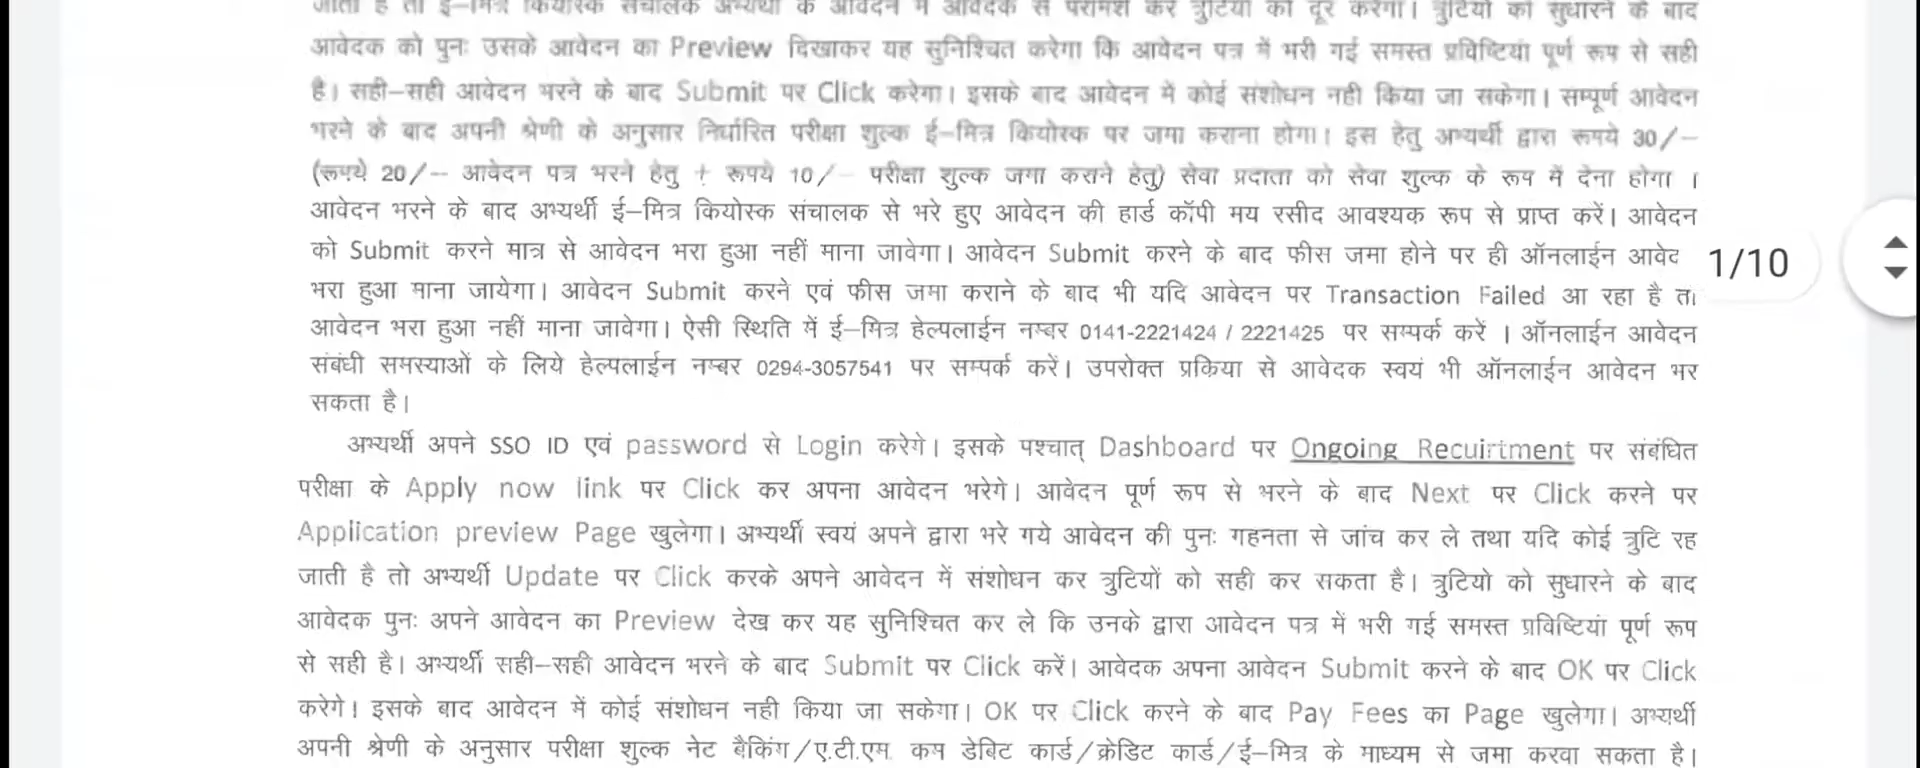 जाती है तो ई–मित्र कियोस्क संचालक अभ्यर्थी के आवेदन में आवेदक से परामर्श कर त्रुटियों को दूर करेगा। त्रुटियों को सुधारने के बाद
आवेदक को पुनः उसके आवेदन का Preview दिखाकर यह सुनिश्चित करेगा कि आवेदन पत्र में भरी गई समस्त प्रविष्टियां पूर्ण रूप से सही
है। सही–सही आवेदन भरने के बाद Submit पर Click करेगा। इसके बाद आवेदन में कोई संशोधन नही किया जा सकेगा। सम्पूर्ण आवेदन
भरने के बाद अपनी श्रेणी के अनुसार निर्धारित परीक्षा शुल्क ई–मित्र कियोस्क पर जमा कराना होगा। इस हेतु अभ्यर्थी द्वारा रूपये 30/–
(रूपये 20/– आवेदन पत्र भरने हेतु + रूपये 10/– परीक्षा शुल्क जमा कराने हेतु) सेवा प्रदाता को सेवा शुल्क के रूप में देना होगा ।
आवेदन भरने के बाद अभ्यर्थी ई–मित्र कियोस्क संचालक से भरे हुए आवेदन की हार्ड कॉपी मय रसीद आवश्यक रूप से प्राप्त करें। आवेदन
को Submit करने मात्र से आवेदन भरा हुआ नहीं माना जावेगा। आवेदन Submit करने के बाद फीस जमा होने पर ही ऑनलाईन आवेद
1/10
भरा हुआ माना जायेगा। आवेदन Submit करने एवं फीस जमा कराने के बाद भी यदि आवेदन पर Transaction Failed आ रहा है तो
आवेदन भरा हुआ नहीं माना जावेगा। ऐसी स्थिति में ई–मित्र हेल्पलाईन नम्बर 0141-2221424 / 2221425 पर सम्पर्क करें । ऑनलाईन आवेदन
संबंधी समस्याओं के लिये हेल्पलाईन नम्बर 0294-3057541 पर सम्पर्क करें। उपरोक्त प्रक्रिया से आवेदक स्वयं भी ऑनलाईन आवेदन भर
सकता है।
अभ्यर्थी अपने SSO ID एवं password से Login करेगे। इसके पश्चात् Dashboard पर Ongoing Recuirtment पर संबंधित
परीक्षा के Apply now link पर Click कर अपना आवेदन भरेगे। आवेदन पूर्ण रूप से भरने के बाद Next पर Click करने पर
Application preview Page खुलेगा। अभ्यर्थी स्वयं अपने द्वारा भरे गये आवेदन की पुनः गहनता से जांच कर ले तथा यदि कोई त्रुटि रह
जाती है तो अभ्यर्थी Update पर Click करके अपने आवेदन में संशोधन कर त्रुटियों को सही कर सकता है। त्रुटियो को सुधारने के बाद
आवेदक पुनः अपने आवेदन का Preview देख कर यह सुनिश्चित कर ले कि उनके द्वारा आवेदन पत्र में भरी गई समस्त प्रविष्टियां पूर्ण रूप
से सही है। अभ्यर्थी सही–सही आवेदन भरने के बाद Submit पर Click करें। आवेदक अपना आवेदन Submit करने के बाद OK पर Click
करेगे। इसके बाद आवेदन में कोई संशोधन नही किया जा सकेगा। OK पर Click करने के बाद Pay Fees का Page खुलेगा। अभ्यर्थी
अपनी श्रेणी के अनुसार परीक्षा शुल्क नेट बैकिंग/ए.टी.एम. कम डेबिट कार्ड/क्रेडिट कार्ड/ई–मित्र के माध्यम से जमा करवा सकता है।